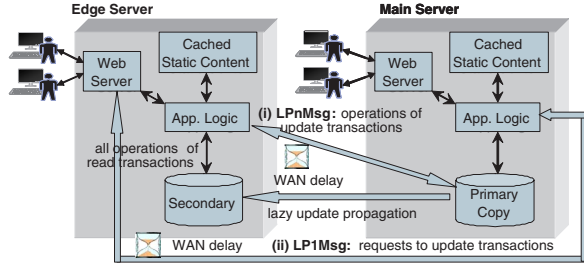 Edge Server
Main Server
Web
Server
Cached
Static Content
Web
Server
Cached
Static Content
App. Logic
(i) LPnMsg: operations of
update transactions
App. Logic
all operations of
read transactions
WAN delay
Secondary
lazy update propagation
Primary
Copy
WAN delay
(ii) LP1Msg: requests to update transactions